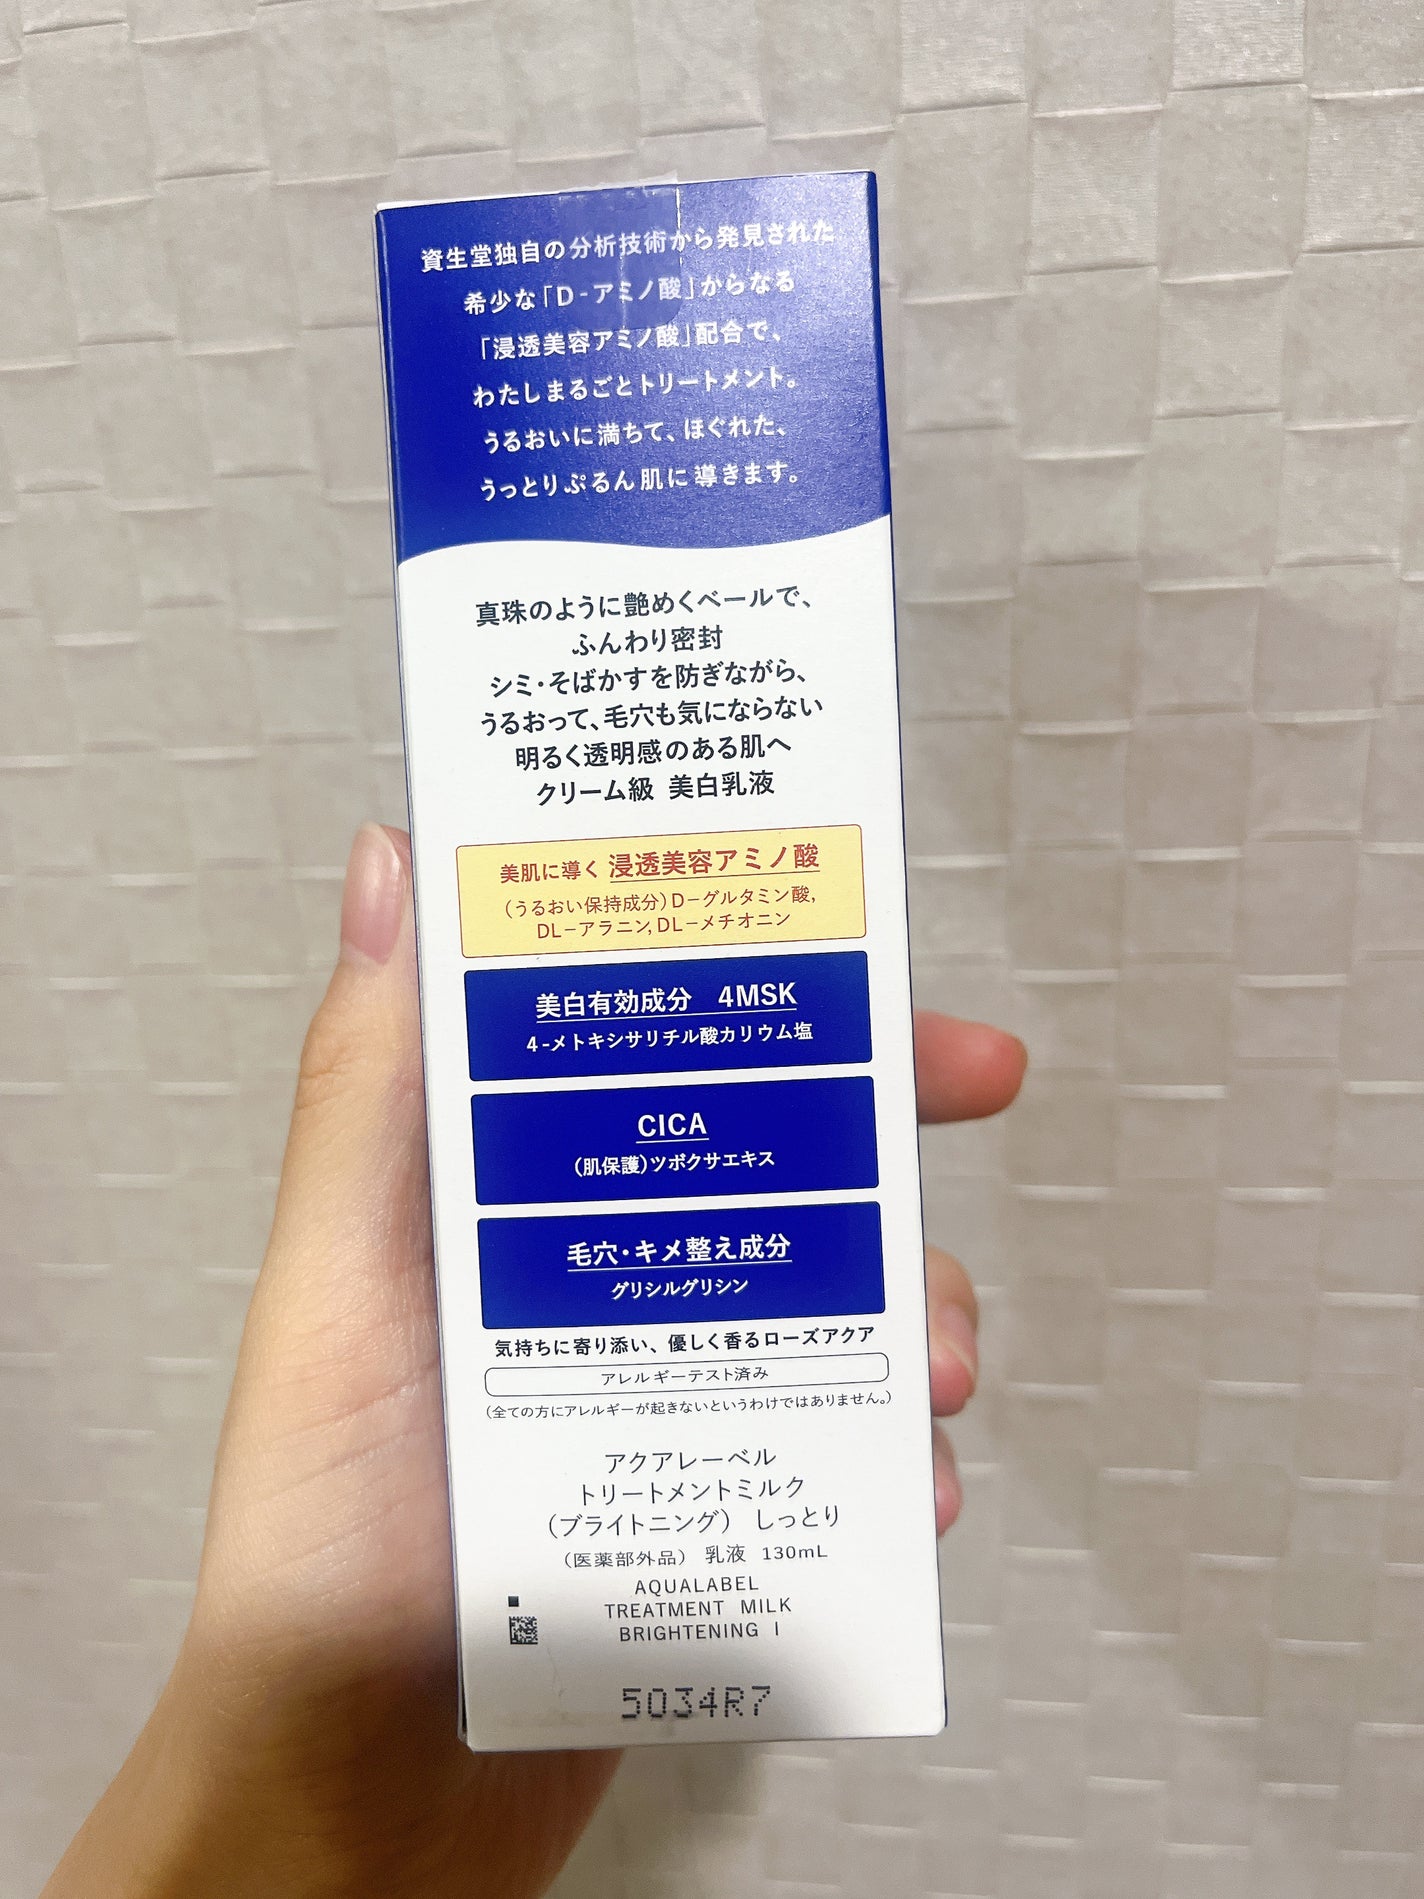 資生堂独自の分析技術から発見された
希少な「D-アミノ酸」からなる
「浸透美容アミノ酸」配合で、
わたしまるごとトリートメント。
うるおいに満ちて、ほぐれた、
うっとりぷるん肌に導きます。
真珠のように艶めくベールで、
ふんわり密封
シミ・そばかすを防ぎながら、
うるおって、毛穴も気にならない
明るく透明感のある肌へ
クリーム級 美白乳液
美肌に導く 浸透美容アミノ酸
（うるおい保持成分）D−グルタミン酸,
DL−アラニン, DL−メチオニン
美白有効成分 4MSK
4-メトキシサリチル酸カリウム塩
CICA
（肌保護）ツボクサエキス
毛穴・キメ整え成分
グリシルグリシン
気持ちに寄り添い、優しく香るローズアクア
アレルギーテスト済み
（全ての方にアレルギーが起きないというわけではありません。）
アクアレーベル
トリートメントミルク
（ブライトニング） しっとり
（医薬部外品） 乳液 130mL
AQUALABEL
TREATMENT MILK
BRIGHTENING I
5034R7